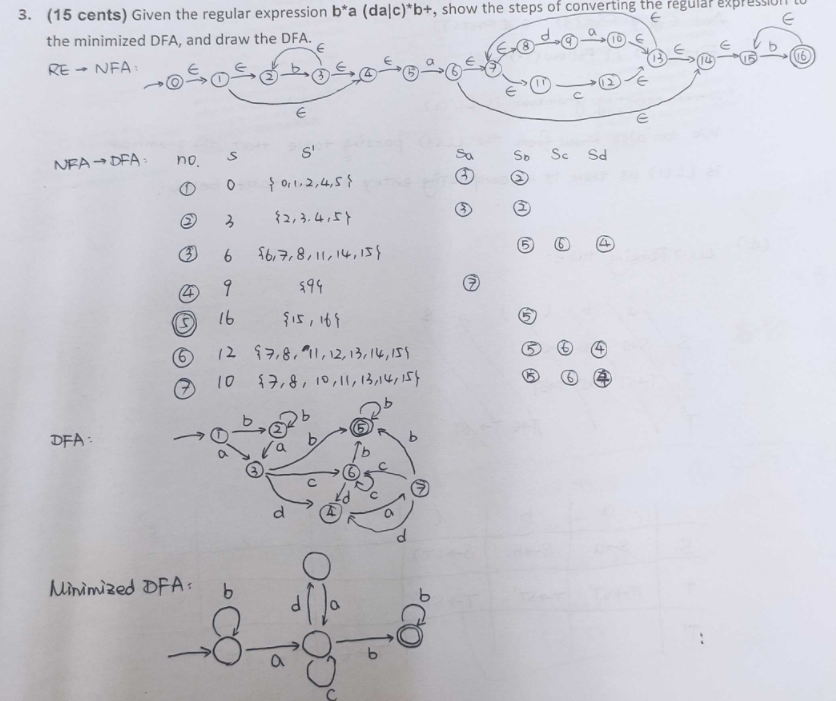 3. (15 cents) Given the regular expression b*a (da|c)*b+, show the steps of converting the regular expression to
the minimized DFA, and draw the DFA.
RE → NFA:
ε ε b ε ε ε ε a ε ε d a ε ε c ε ε ε ε ε b ε
0 1 2 3 4 5 6 7 8 9 10 11 12 13 14 15 16
NFA → DFA: no. S S' Sa Sb Sc Sd
① 0 {0,1,2,4,5} ③ ②
② 3 {2,3.4,5} ③ ②
③ 6 {6,7,8,11,14,15} ⑤ ⑥ ④
④ 9 {9} ⑦
⑤ 16 {15,16} ⑤
⑥ 12 {7,8,11,12,13,14,15} ⑤ ⑥ ④
⑦ 10 {7,8,10,11,13,14,15} ⑤ ⑥ ④
DFA:
① b ② b a a ③ b ⑤ b b b c ⑥ c c d ⑦ d ④ a d
Minimized DFA:
b d a b a b c
: